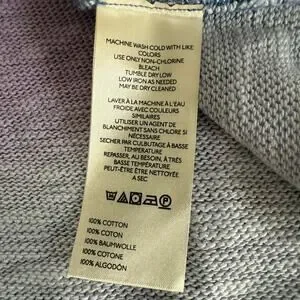 MACHINE WASH COLD WITH LIKE
COLORS
USE ONLY NON-CHLORINE
BLEACH
TUMBLE DRY LOW
LOW IRON AS NEEDED
MAY BE DRY CLEANED
LAVER À LA MACHINE À L'EAU
FROIDE AVEC COULEURS
SIMILAIRES
UTILISER UN AGENT DE
BLANCHIMENT SANS CHLORE SI
NÉCESSAIRE
SECHER PAR CULBUTAGE À BASSE
TEMPÉRATURE
REPASSER, AU BESOIN, À TRÈS
BASSE TEMPÉRATURE
PEUT-ÊTRE ÊTRE NETTOYÉE
A SEC
P
100% COTTON
100% COTON
100% BAUMWOLLE
100% COTONE
100% ALGODÓN